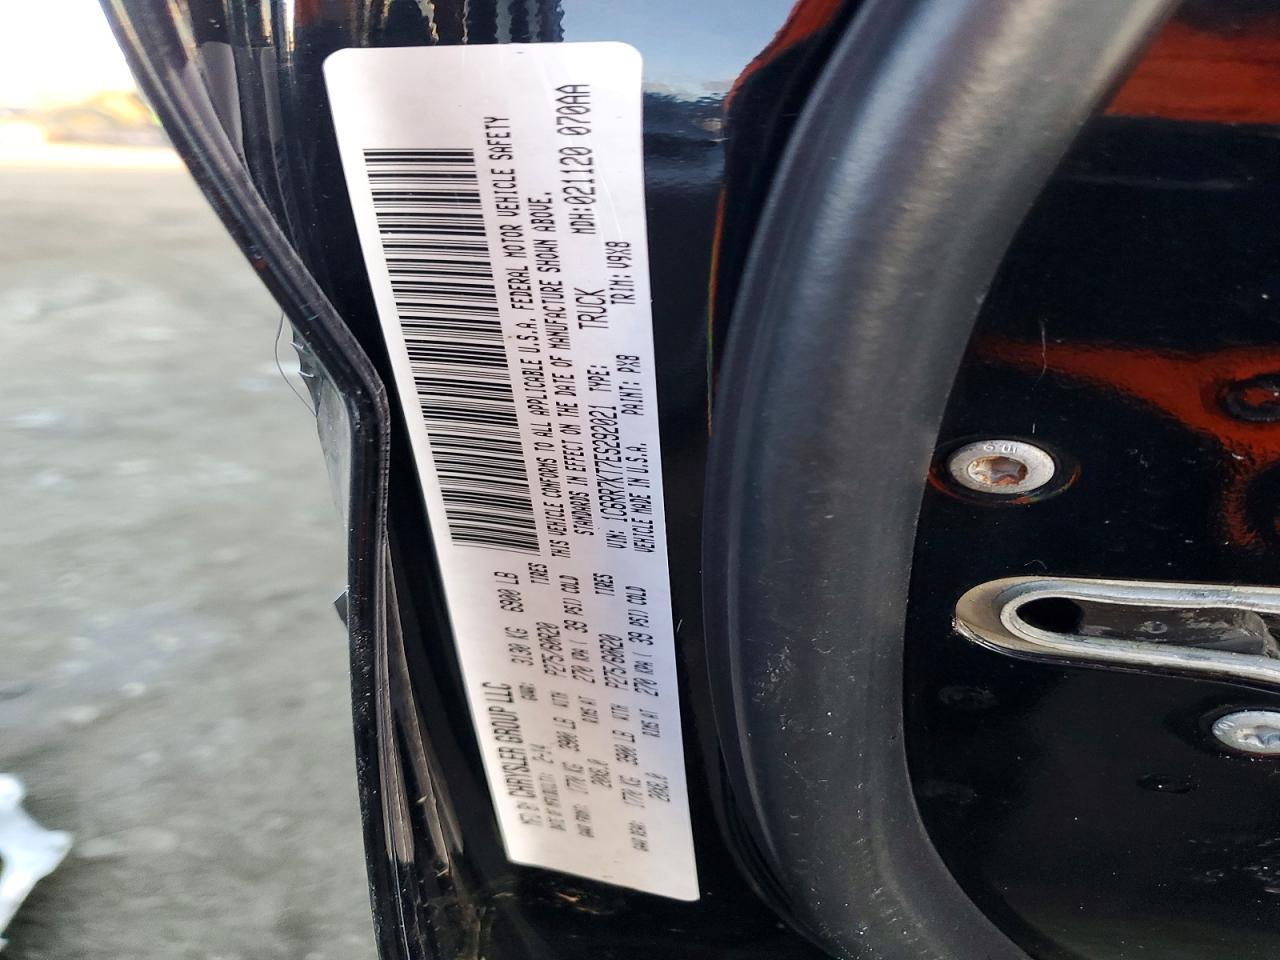 MFD BY CHRYSLER GROUP LLC
DATE OF MFR: 2-14 GVWR: 3130 KG 6900 LB
GAWR FRONT: 1770 KG 3900 LB WITH P275/60R20 TIRES
20X8.0 RIMS AT 270 KPA ( 39 PSI) COLD
GAWR REAR: 1770 KG 3900 LB WITH P275/60R20 TIRES
20X8.0 RIMS AT 270 KPA ( 39 PSI) COLD
THIS VEHICLE CONFORMS TO ALL APPLICABLE U.S.A. FEDERAL MOTOR VEHICLE SAFETY
STANDARDS IN EFFECT ON THE DATE OF MANUFACTURE SHOWN ABOVE.
VIN: 1C6RR7KT7ES292021 TYPE: TRUCK MDH:021120 070AA
VEHICLE MADE IN U.S.A. PAINT: PX8 TRIM: V9X8
10.9